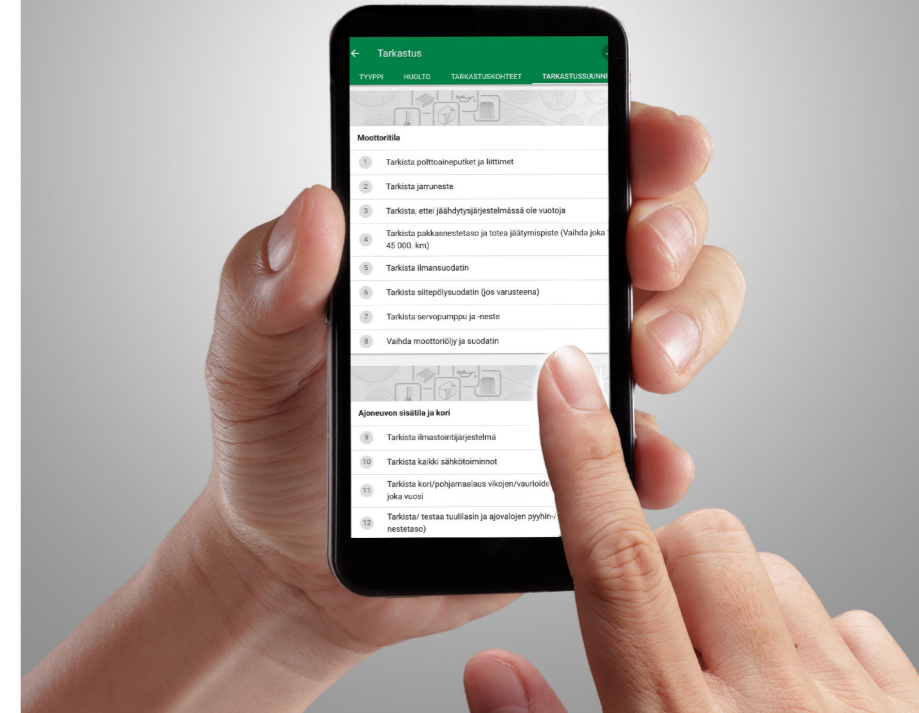 Tarkastus
TYYPPI HUOLTO TARKASTUSKOHTEET
Moottoritila
1 Tarkista polttoaineputket ja liittimet
2 Tarkista jarruneste
3 Tarkista, ettei jäähdytysjärjestelmässä ole vuotoja
4 Tarkista pakkasnestetaso ja totea jäätymispiste (Vaihda joka
45 000. km)
5 Tarkista ilmansuodatin
6 Tarkista siitepölysuodatin (jos varusteena)
7 Tarkista servopumppu ja -neste
8 Vaihda moottoriöljy ja suodatin
Ajoneuvon sisätila ja kori
9 Tarkista ilmastointijärjestelmä
10 Tarkista kaikki sähkötoiminnot
11 Tarkista kori/pohjamaalaus vikojen/
joka vuosi
12 Tarkista/ testaa tuulilasin ja ajovalojen pyyhin-/
nestetaso)